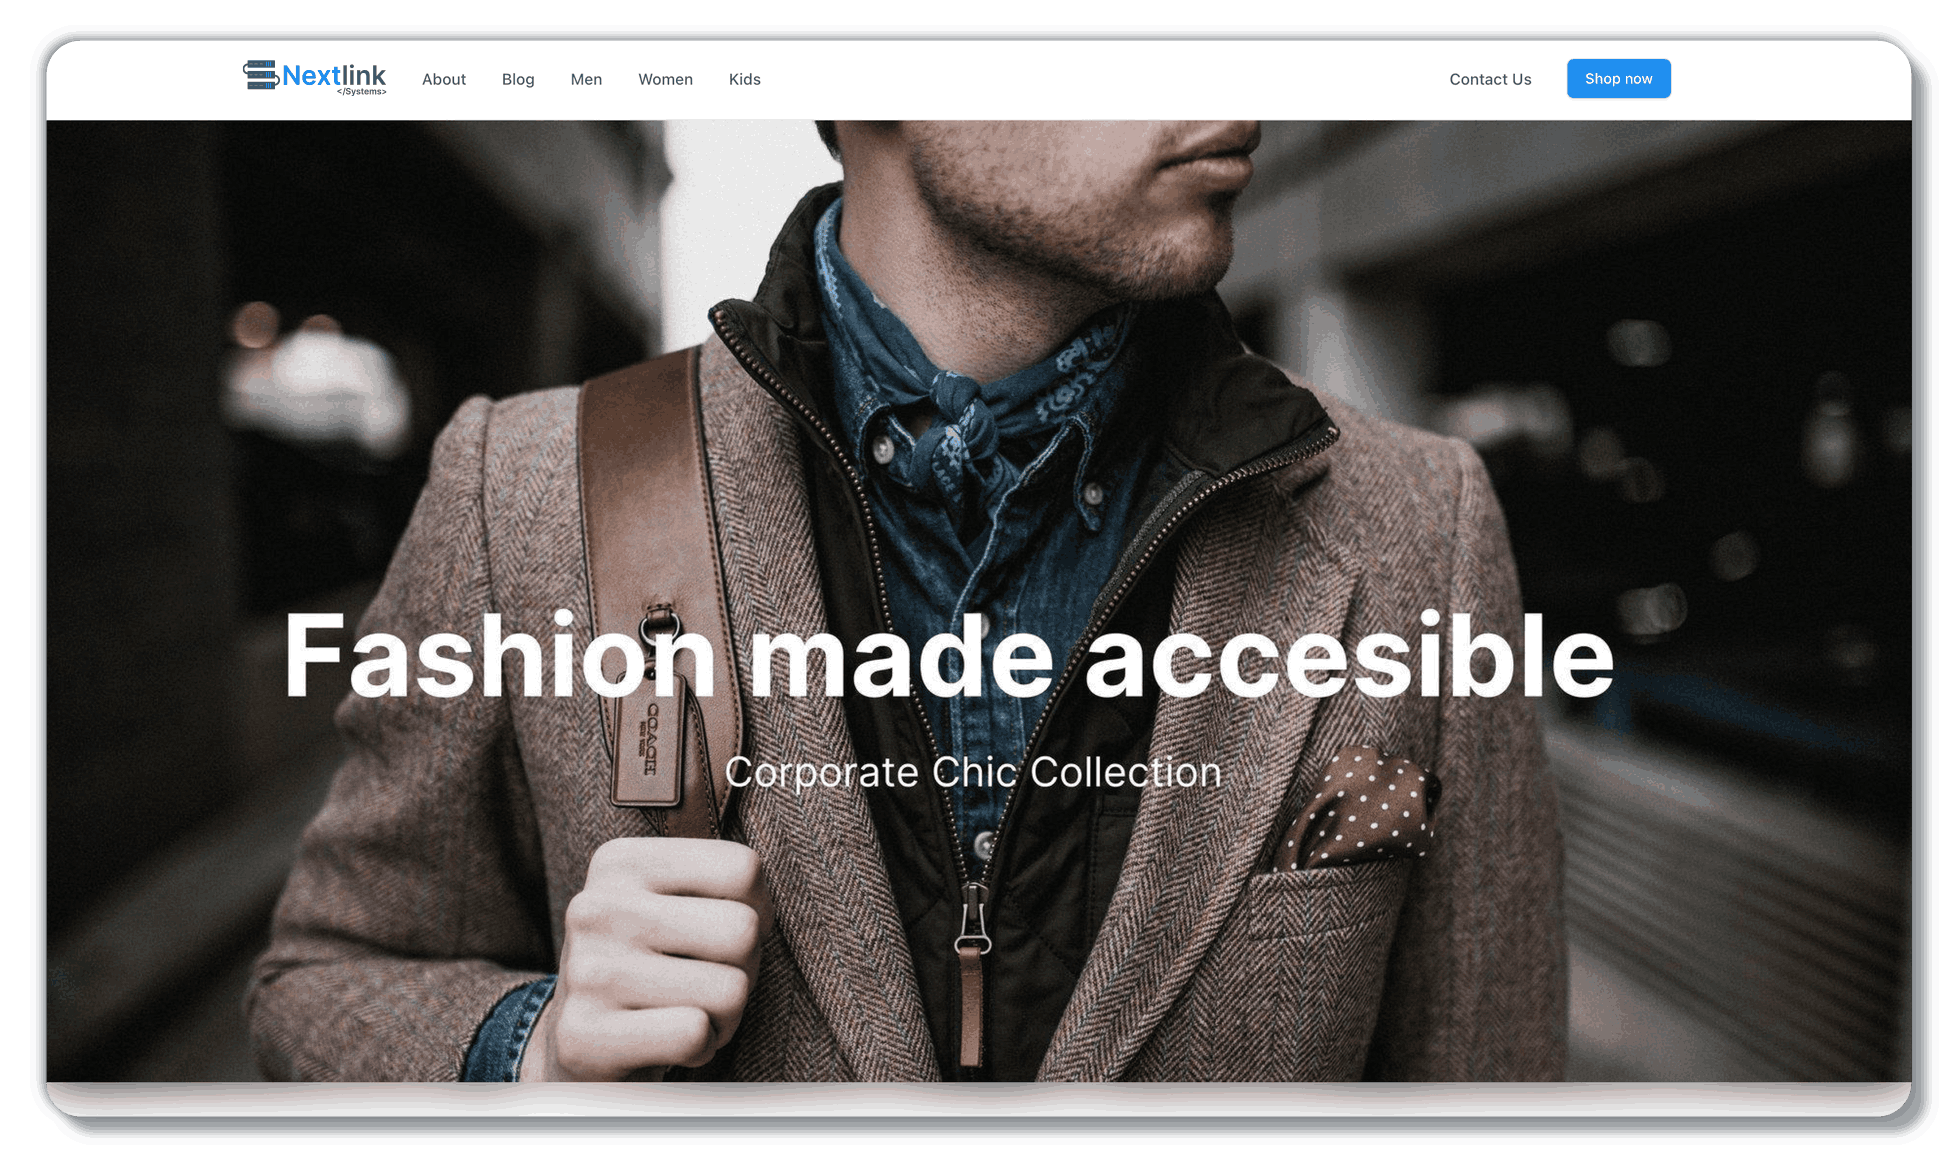 Nextlink
</Systems>
About
Blog
Men
Women
Kids
Contact Us
Shop now
Fashion made accesible
COACH
NEW YORK
Corporate Chic Collection